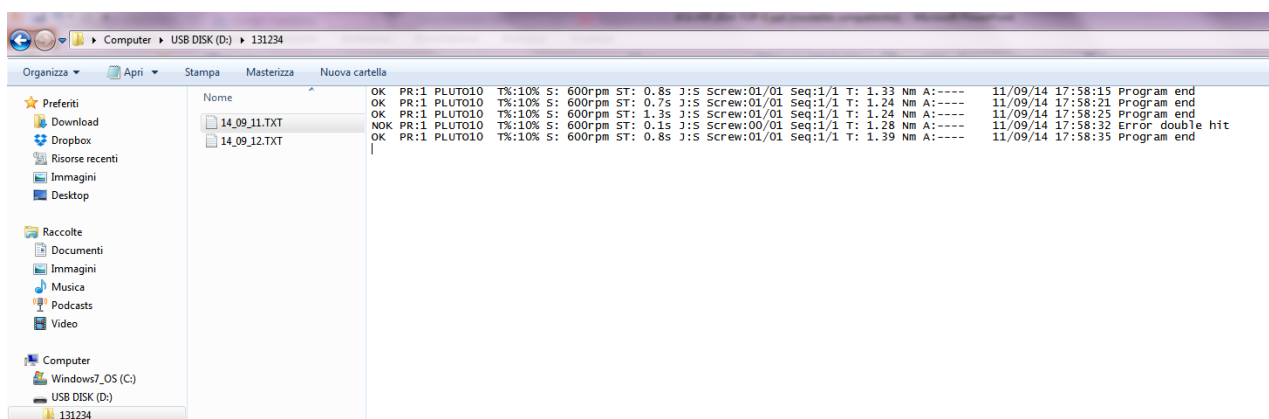 Computer ▸ USB DISK (D:) ▸ 131234
Organizza Apri Stampa Masterizza Nuova cartella
Preferiti
Download
Dropbox
Risorse recenti
Immagini
Desktop
Raccolte
Documenti
Immagini
Musica
Podcasts
Video
Computer
Windows7_OS (C:)
USB DISK (D:)
131234
Nome
14_09_11.TXT
14_09_12.TXT
OK PR:1 PLUTO10 T%:10% S: 600rpm ST: 0.8s J:S Screw:01/01 Seq:1/1 T: 1.33 Nm A:---- 11/09/14 17:58:15 Program end
OK PR:1 PLUTO10 T%:10% S: 600rpm ST: 0.7s J:S Screw:01/01 Seq:1/1 T: 1.24 Nm A:---- 11/09/14 17:58:21 Program end
OK PR:1 PLUTO10 T%:10% S: 600rpm ST: 1.3s J:S Screw:01/01 Seq:1/1 T: 1.24 Nm A:---- 11/09/14 17:58:25 Program end
NOK PR:1 PLUTO10 T%:10% S: 600rpm ST: 0.1s J:S Screw:00/01 Seq:1/1 T: 1.28 Nm A:---- 11/09/14 17:58:32 Error double hit
OK PR:1 PLUTO10 T%:10% S: 600rpm ST: 0.8s J:S Screw:01/01 Seq:1/1 T: 1.39 Nm A:---- 11/09/14 17:58:35 Program end